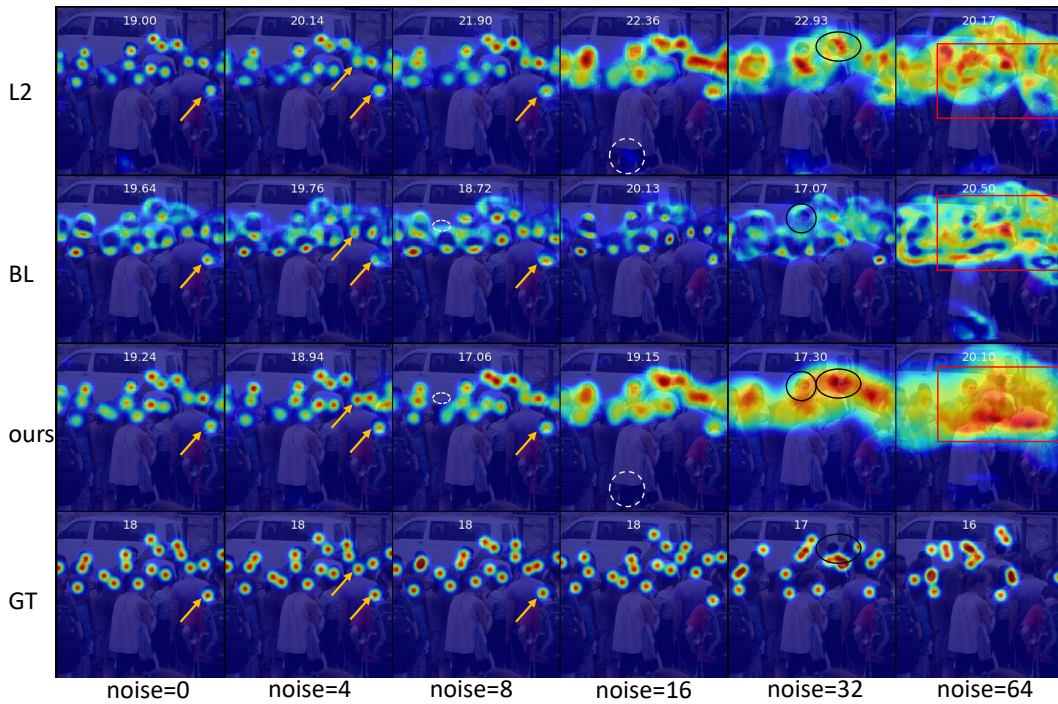 19.00 20.14 21.90 22.36 22.93 20.17
L2
19.64 19.76 18.72 20.13 17.07 20.50
BL
19.24 18.94 17.06 19.15 17.30 20.10
ours
18 18 18 18 17 16
GT
noise=0 noise=4 noise=8 noise=16 noise=32 noise=64